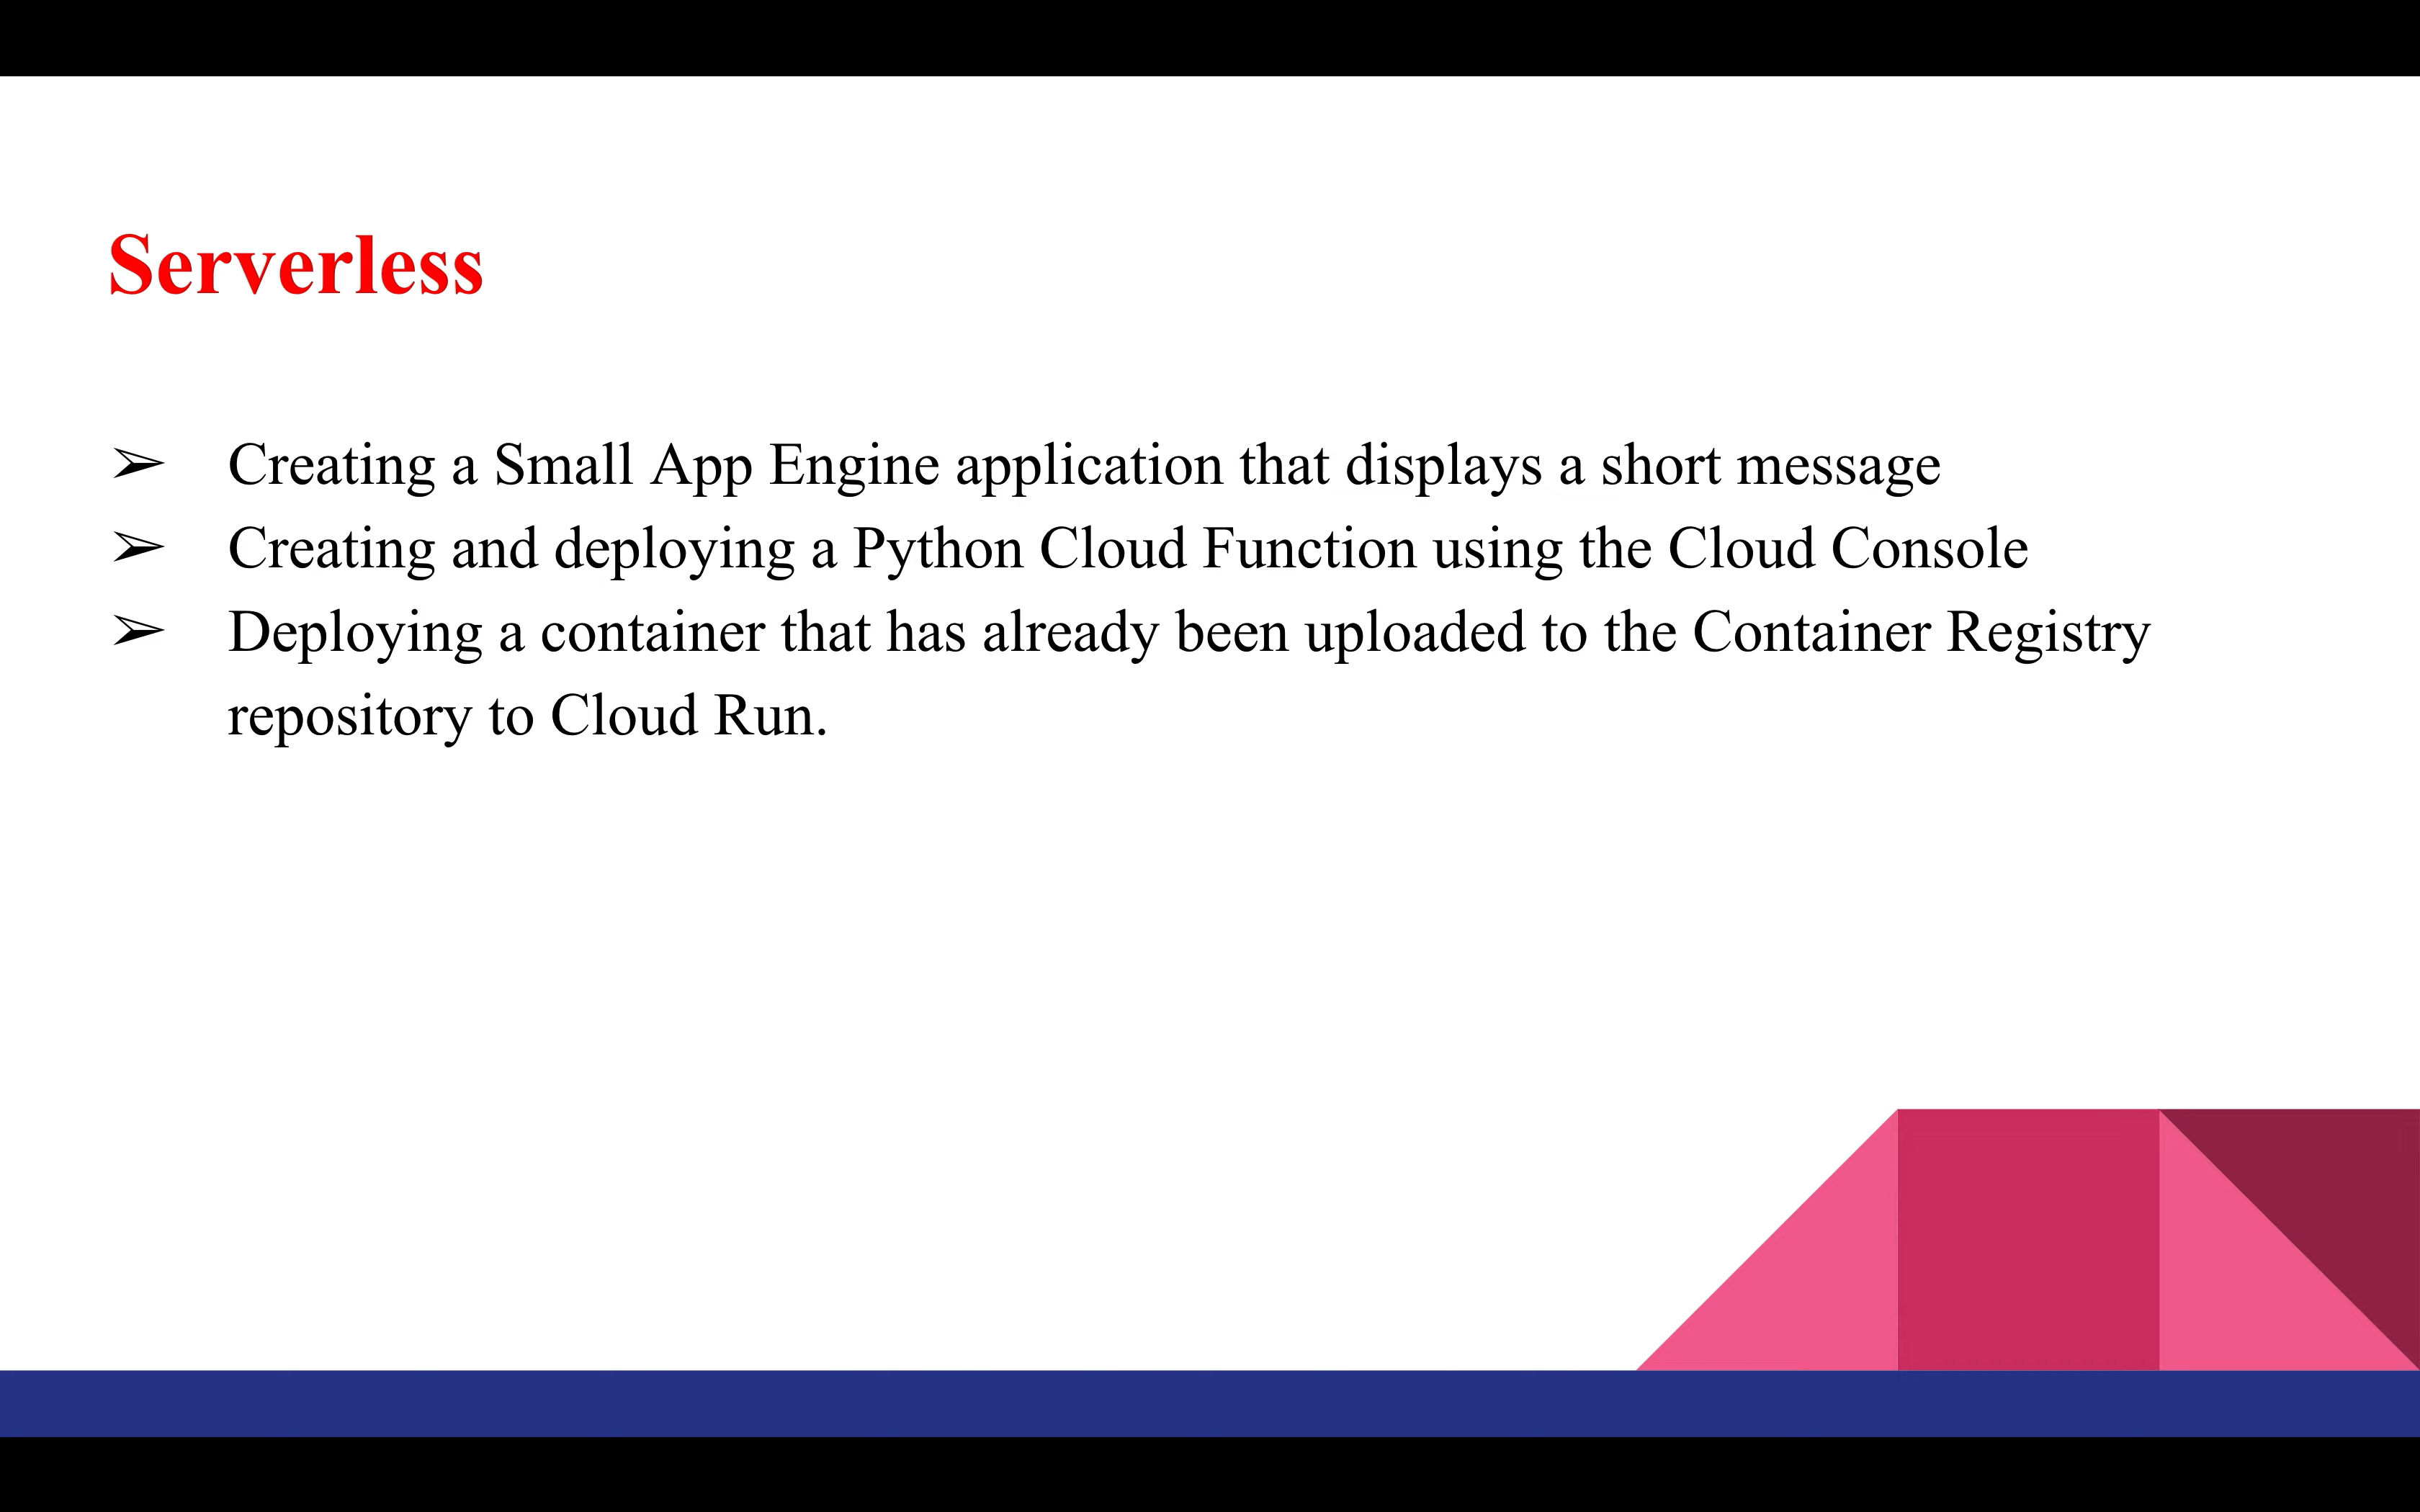 Serverless
➢ Creating a Small App Engine application that displays a short message
➢ Creating and deploying a Python Cloud Function using the Cloud Console
➢ Deploying a container that has already been uploaded to the Container Registry
repository to Cloud Run.